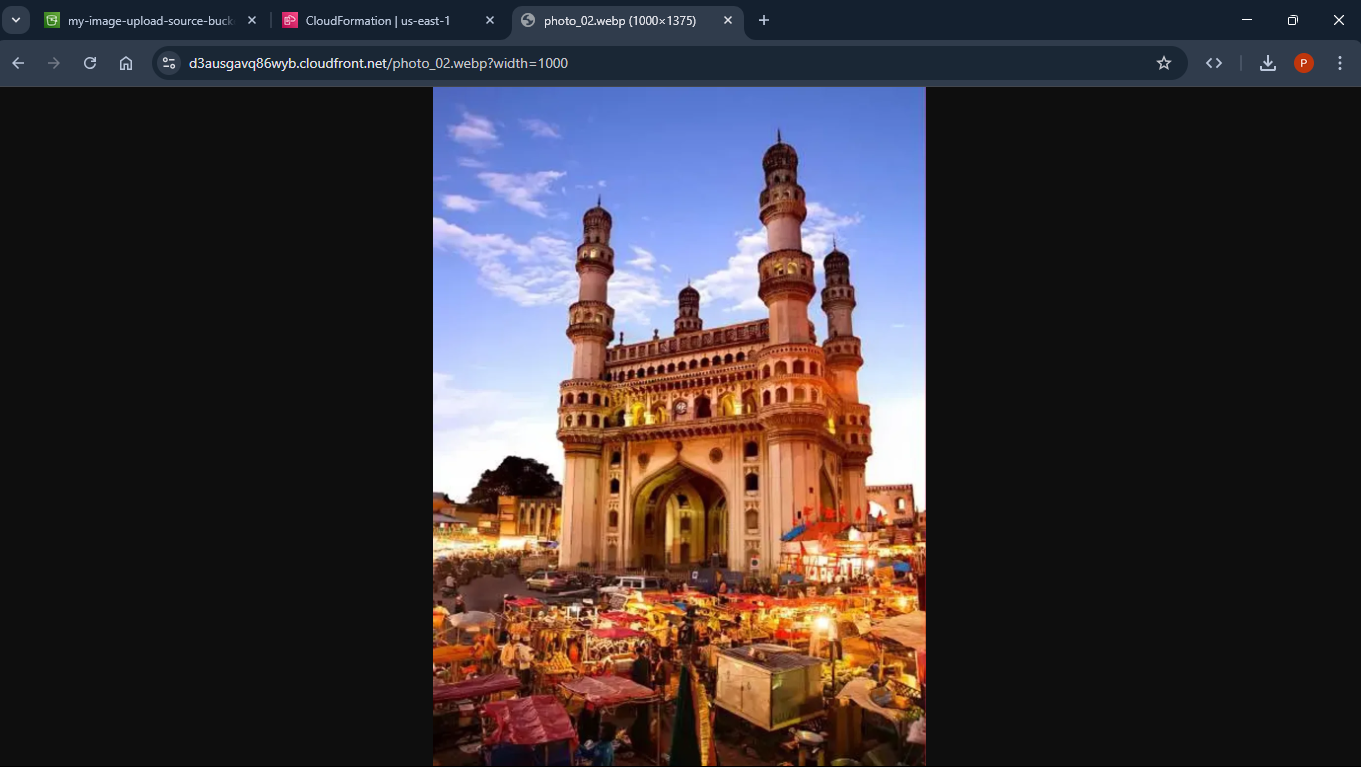 my-image-upload-source-buck
CloudFormation | us-east-1
photo_02.webp (1000×1375)
d3ausgavq86wyb.cloudfront.net/photo_02.webp?width=1000
P